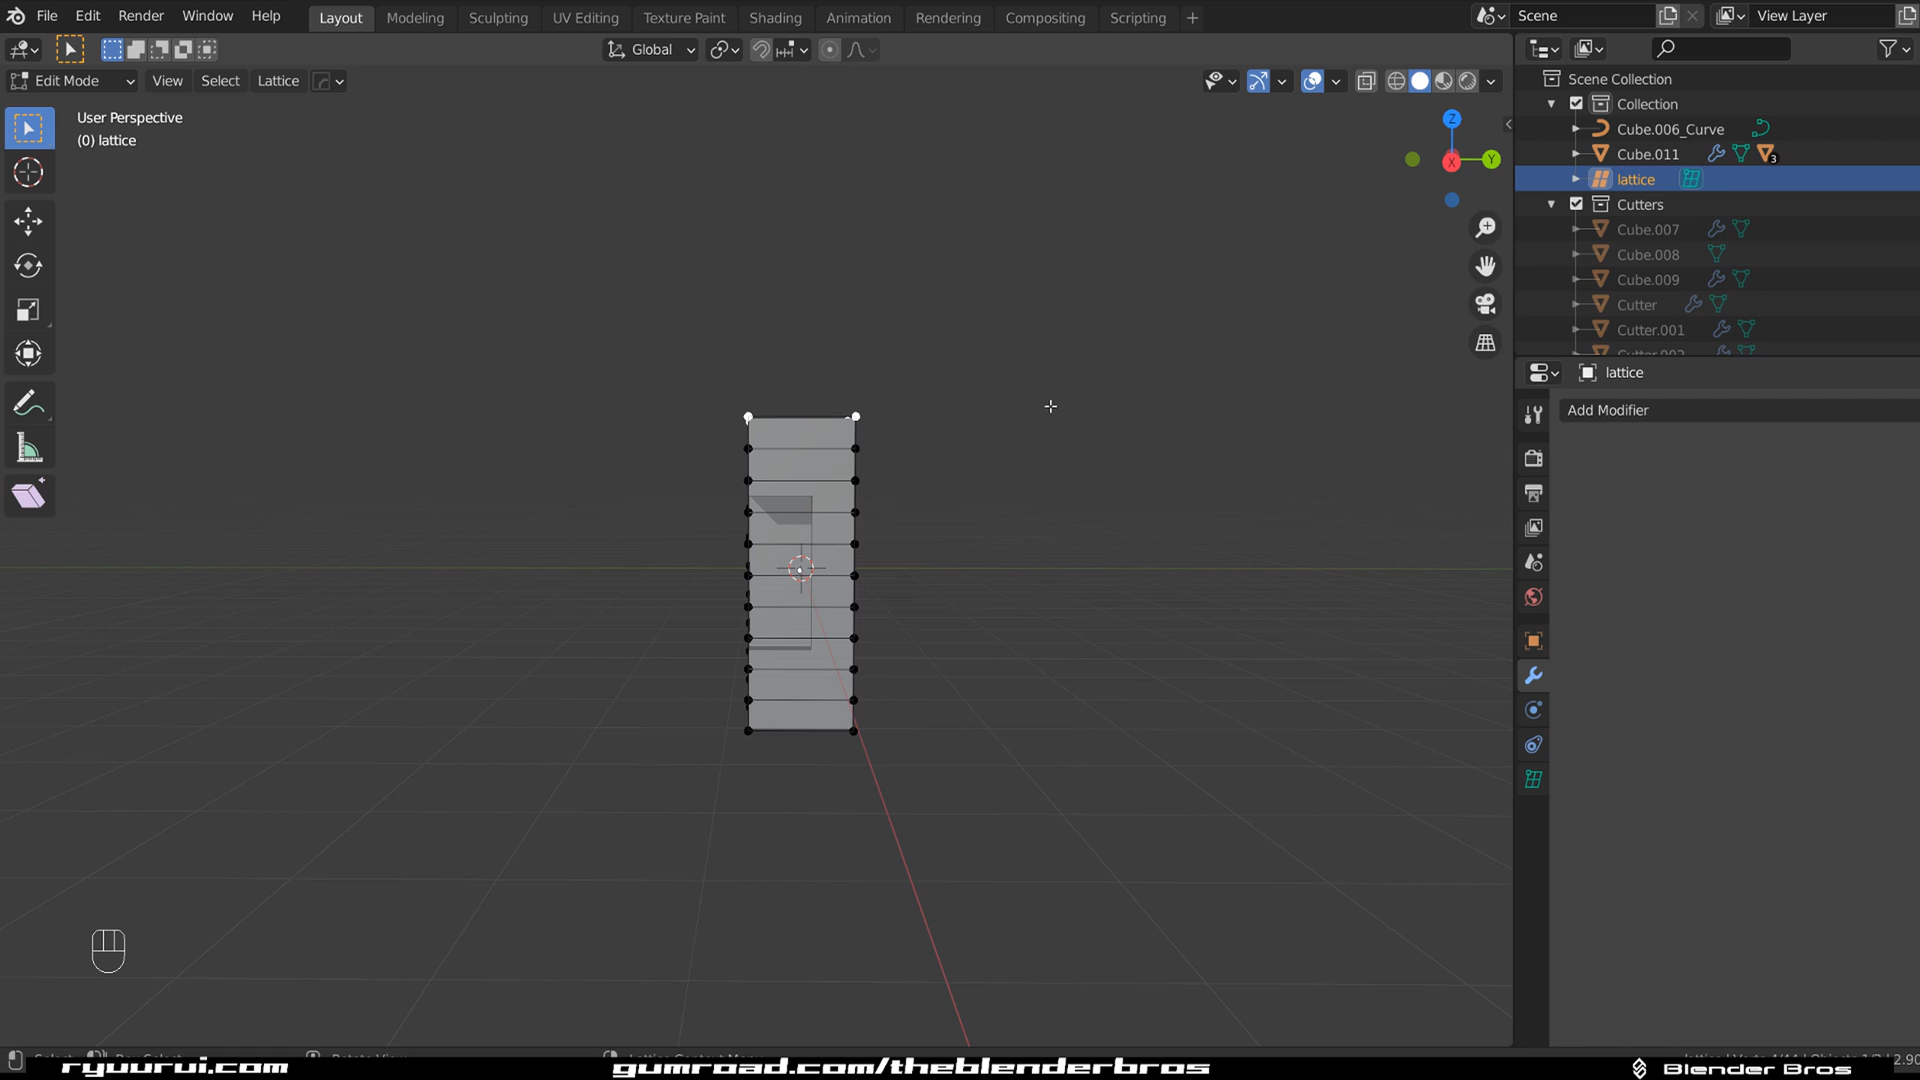 File Edit Render Window Help Layout Modeling Sculpting UV Editing Texture Paint Shading Animation Rendering Compositing Scripting + Scene View Layer
Global
Edit Mode View Select Lattice
User Perspective
(0) lattice
Z
X
Y
Scene Collection
Collection
Cube.006_Curve
Cube.011 3
lattice
Cutters
Cube.007
Cube.008
Cube.009
Cutter
Cutter.001
Cutter.002
lattice
Add Modifier
ryuurui.com
gumroad.com/theblenderbros
Blender Bros